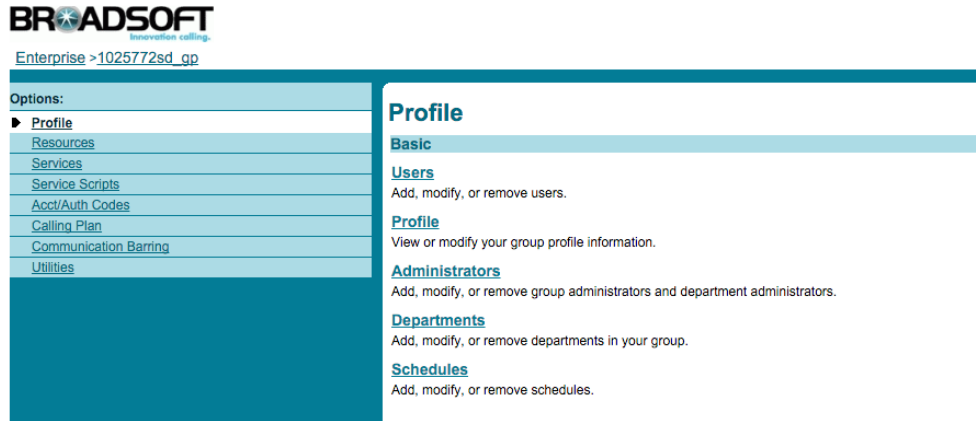 BROADSOFT
Innovation calling.
Enterprise >1025772sd_gp
Options:
Profile
Resources
Services
Service Scripts
Acct/Auth Codes
Calling Plan
Communication Barring
Utilities
Profile
Basic
Users
Add, modify, or remove users.
Profile
View or modify your group profile information.
Administrators
Add, modify, or remove group administrators and department administrators.
Departments
Add, modify, or remove departments in your group.
Schedules
Add, modify, or remove schedules.